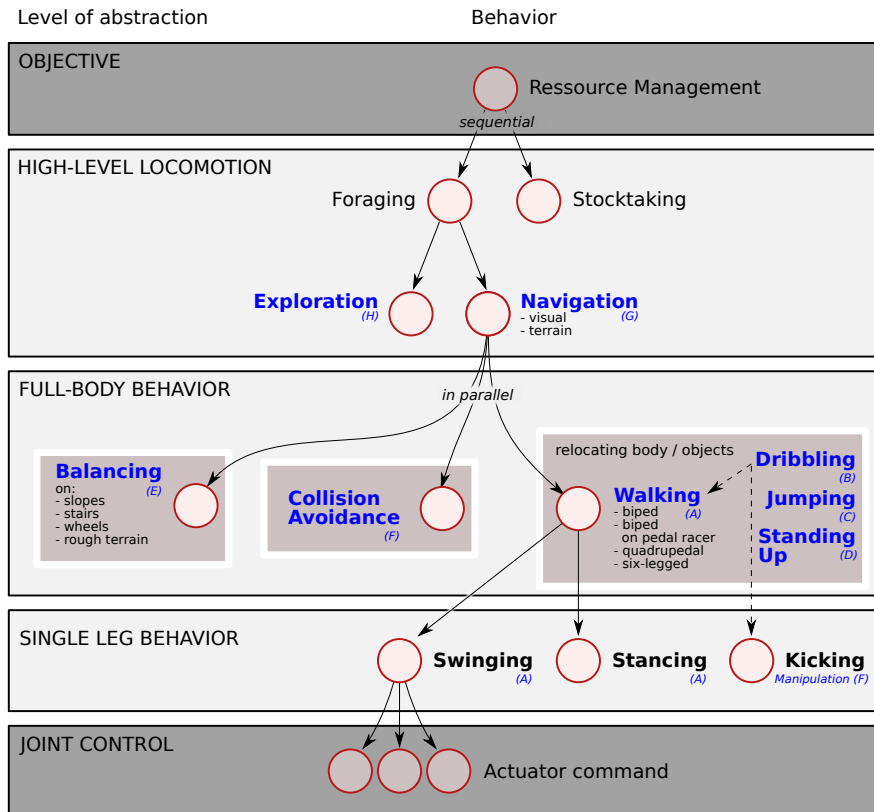 Level of abstraction
Behavior
OBJECTIVE
Ressource Management
sequential
HIGH-LEVEL LOCOMOTION
Foraging
Stocktaking
Exploration
(H)
Navigation
(G)
- visual
- terrain
FULL-BODY BEHAVIOR
in parallel
Balancing
(E)
on:
- slopes
- stairs
- wheels
- rough terrain
Collision
Avoidance
(F)
relocating body / objects
Walking
(A)
- biped
- biped
on pedal racer
- quadrupedal
- six-legged
Dribbling
(B)
Jumping
(C)
Standing
Up
(D)
SINGLE LEG BEHAVIOR
Swinging
(A)
Stancing
(A)
Kicking
Manipulation (F)
JOINT CONTROL
Actuator command